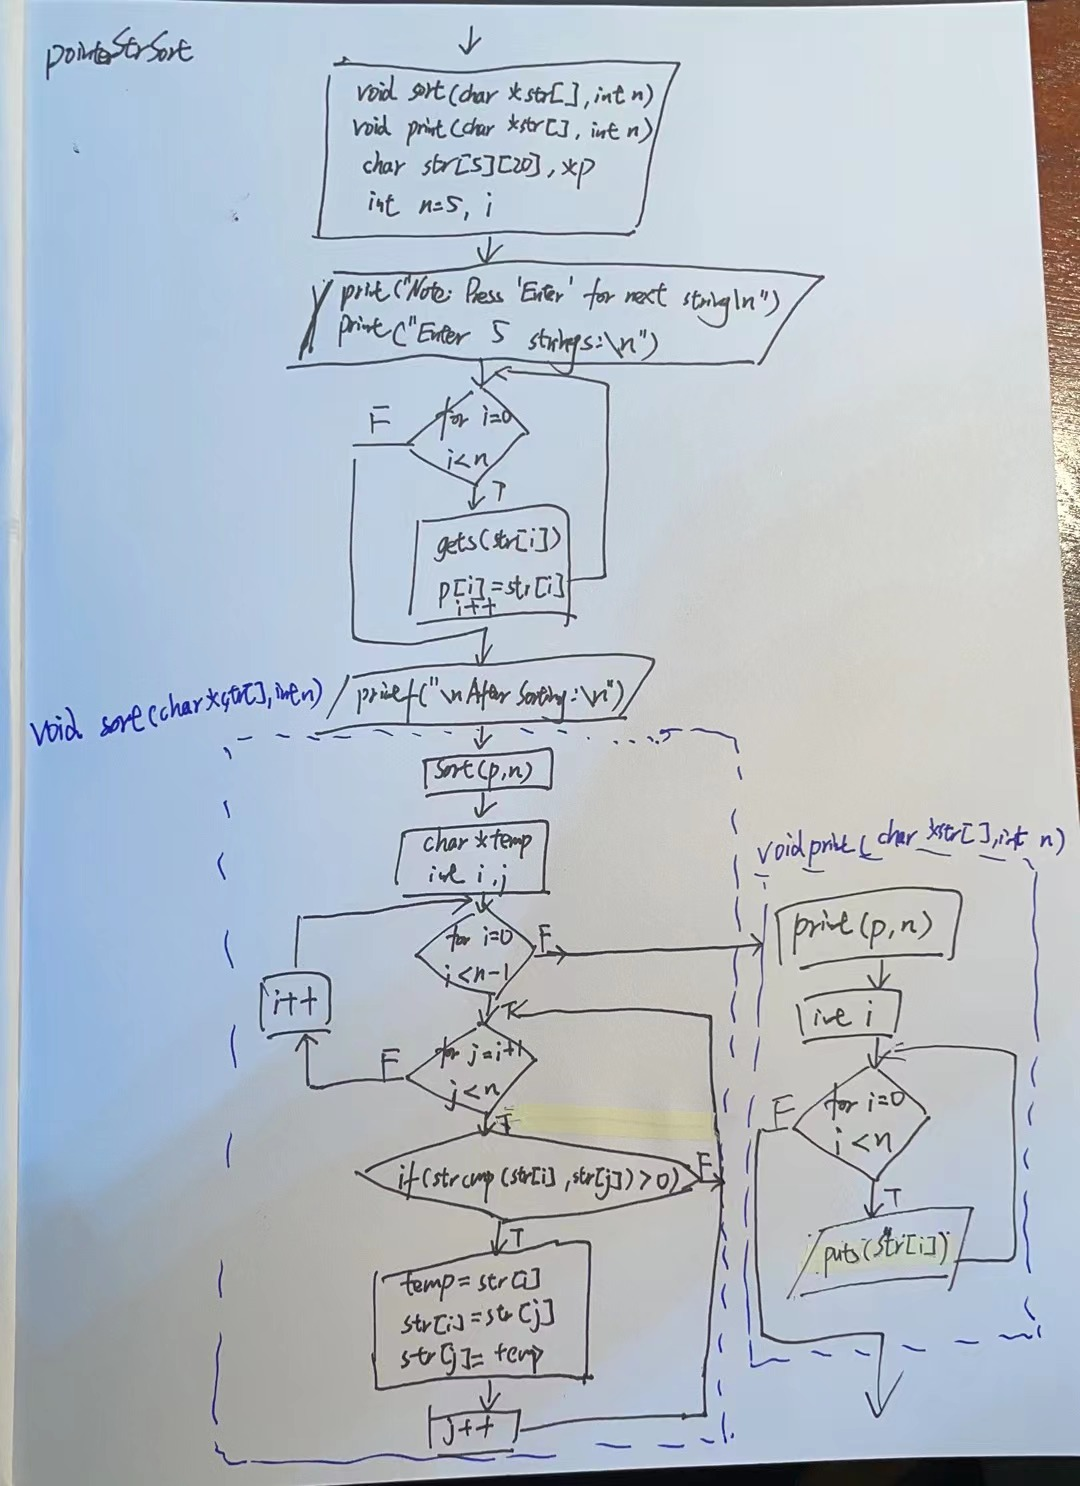 pointerStrSort
void sort(char *str[], int n)
void print(char *str[], int n)
char str[5][20], *p
int n=5, i
print("Note: Press 'Enter' for next string\n")
print("Enter 5 strings:\n")
for i=0
i<n
F
T
gets(str[i])
p[i]=str[i]
i++
printf("\n After Sorting:\n")
void sort(char *str[], int n)
sort(p,n)
char *temp
int i,j
for i=0
i<n-1
F
T
i++
for j=i+1
j<n
F
T
if(strcmp(str[i],str[j])>0)
F
T
temp=str[i]
str[i]=str[j]
str[j]=temp
j++
void print(char *str[], int n)
print(p,n)
int i
for i=0
i<n
F
T
puts(str[i])